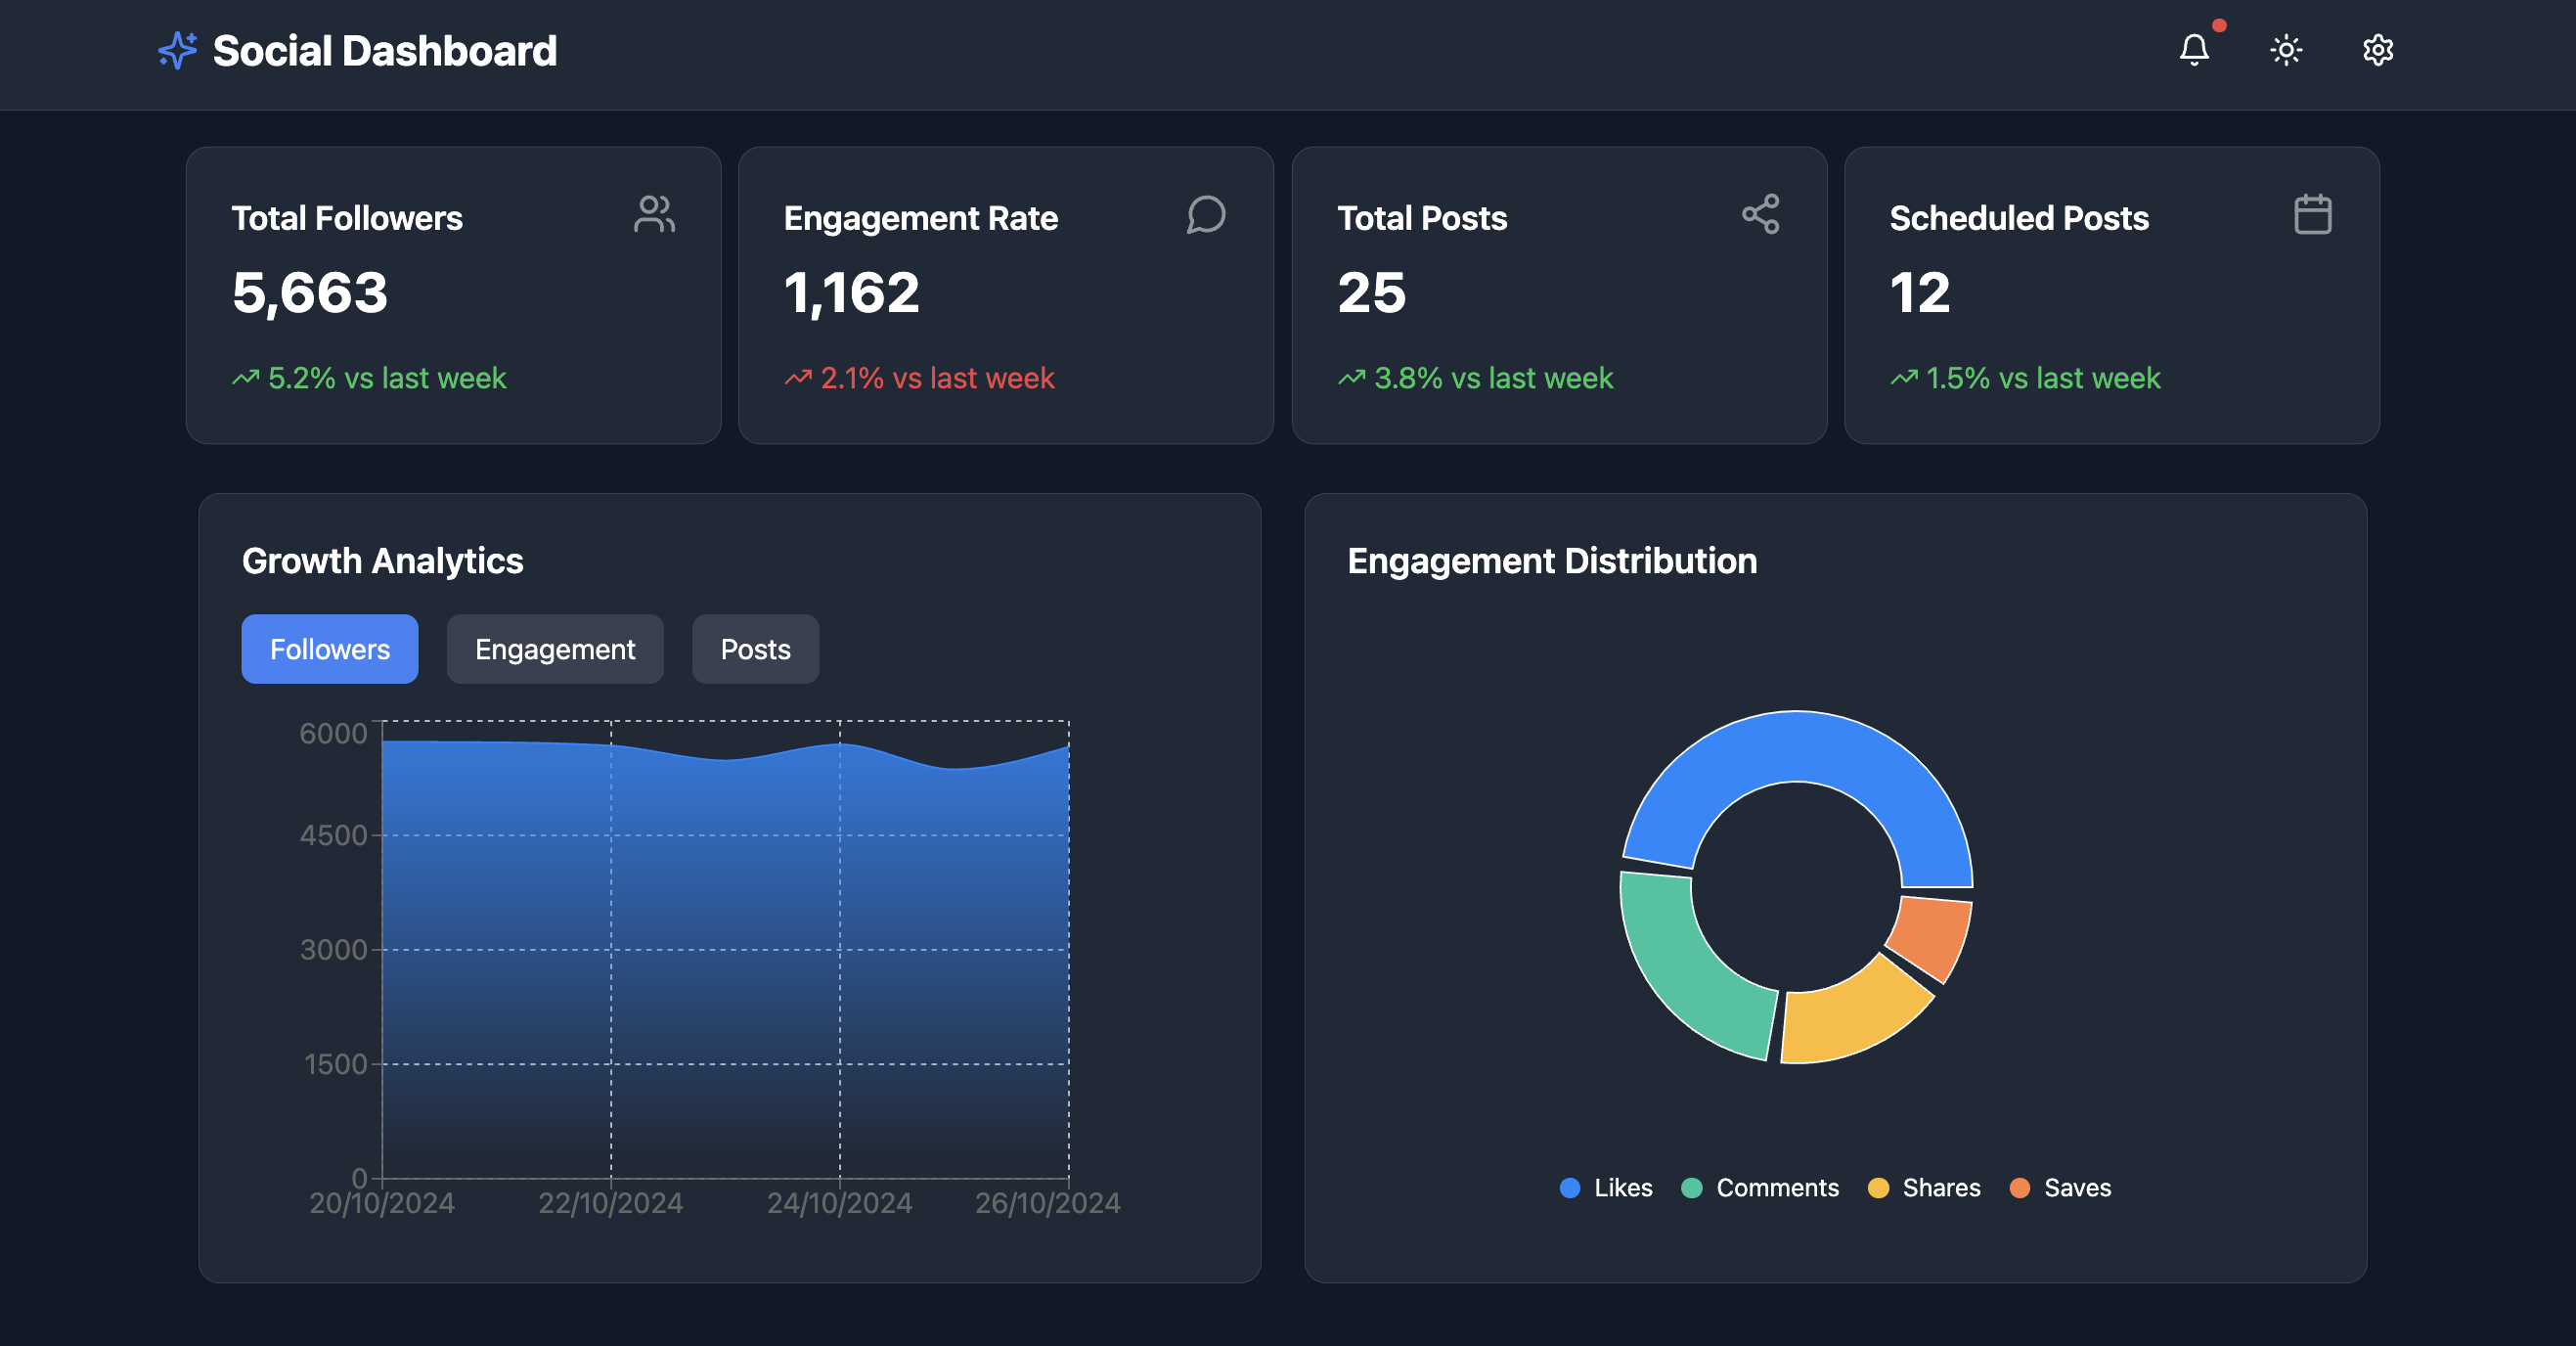 Social Dashboard
Total Followers
5,663
5.2% vs last week
Engagement Rate
1,162
2.1% vs last week
Total Posts
25
3.8% vs last week
Scheduled Posts
12
1.5% vs last week
Growth Analytics
Followers Engagement Posts
6000
4500
3000
1500
0
20/10/2024 22/10/2024 24/10/2024 26/10/2024
Engagement Distribution
Likes Comments Shares Saves